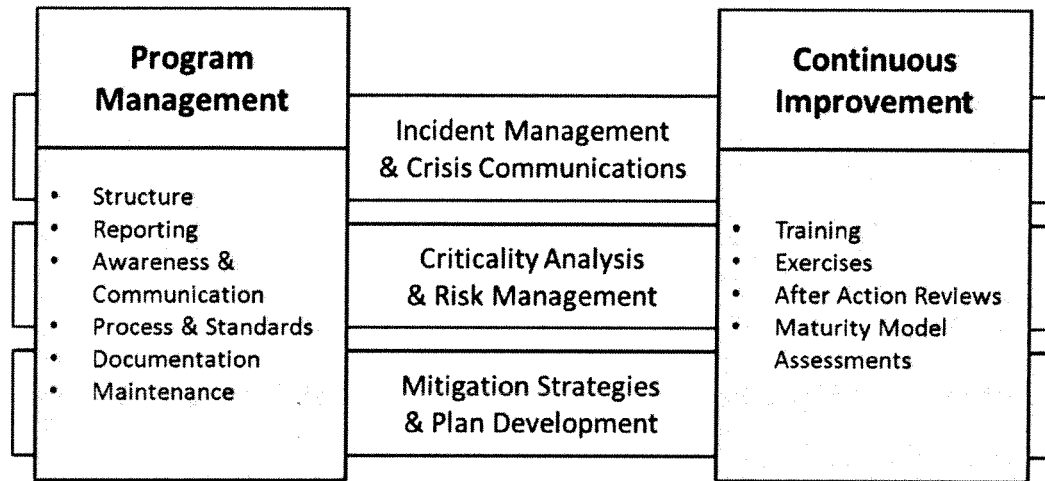 Program
Management
• Structure
• Reporting
• Awareness &
Communication
• Process & Standards
• Documentation
• Maintenance
Incident Management
& Crisis Communications
Criticality Analysis
& Risk Management
Mitigation Strategies
& Plan Development
Continuous
Improvement
• Training
• Exercises
• After Action Reviews
• Maturity Model
Assessments